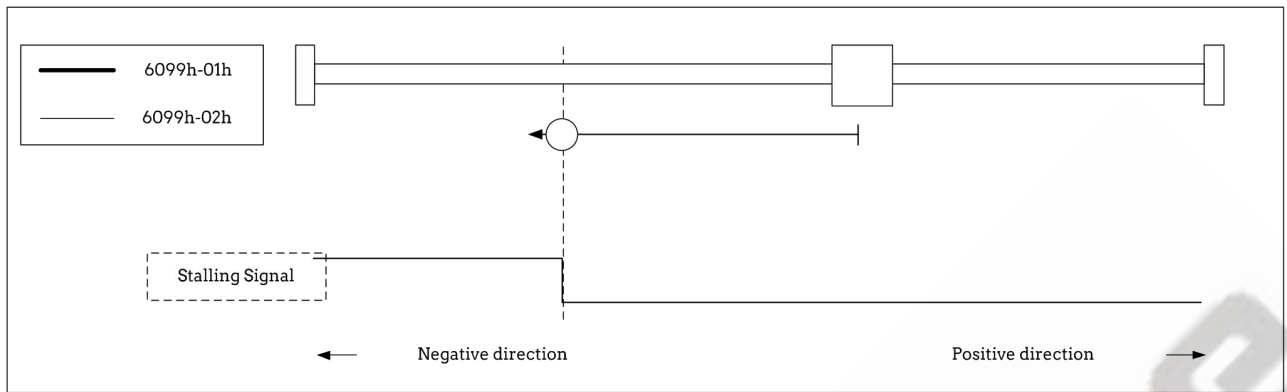 6099h-01h
6099h-02h
Stalling Signal
Negative direction
Positive direction